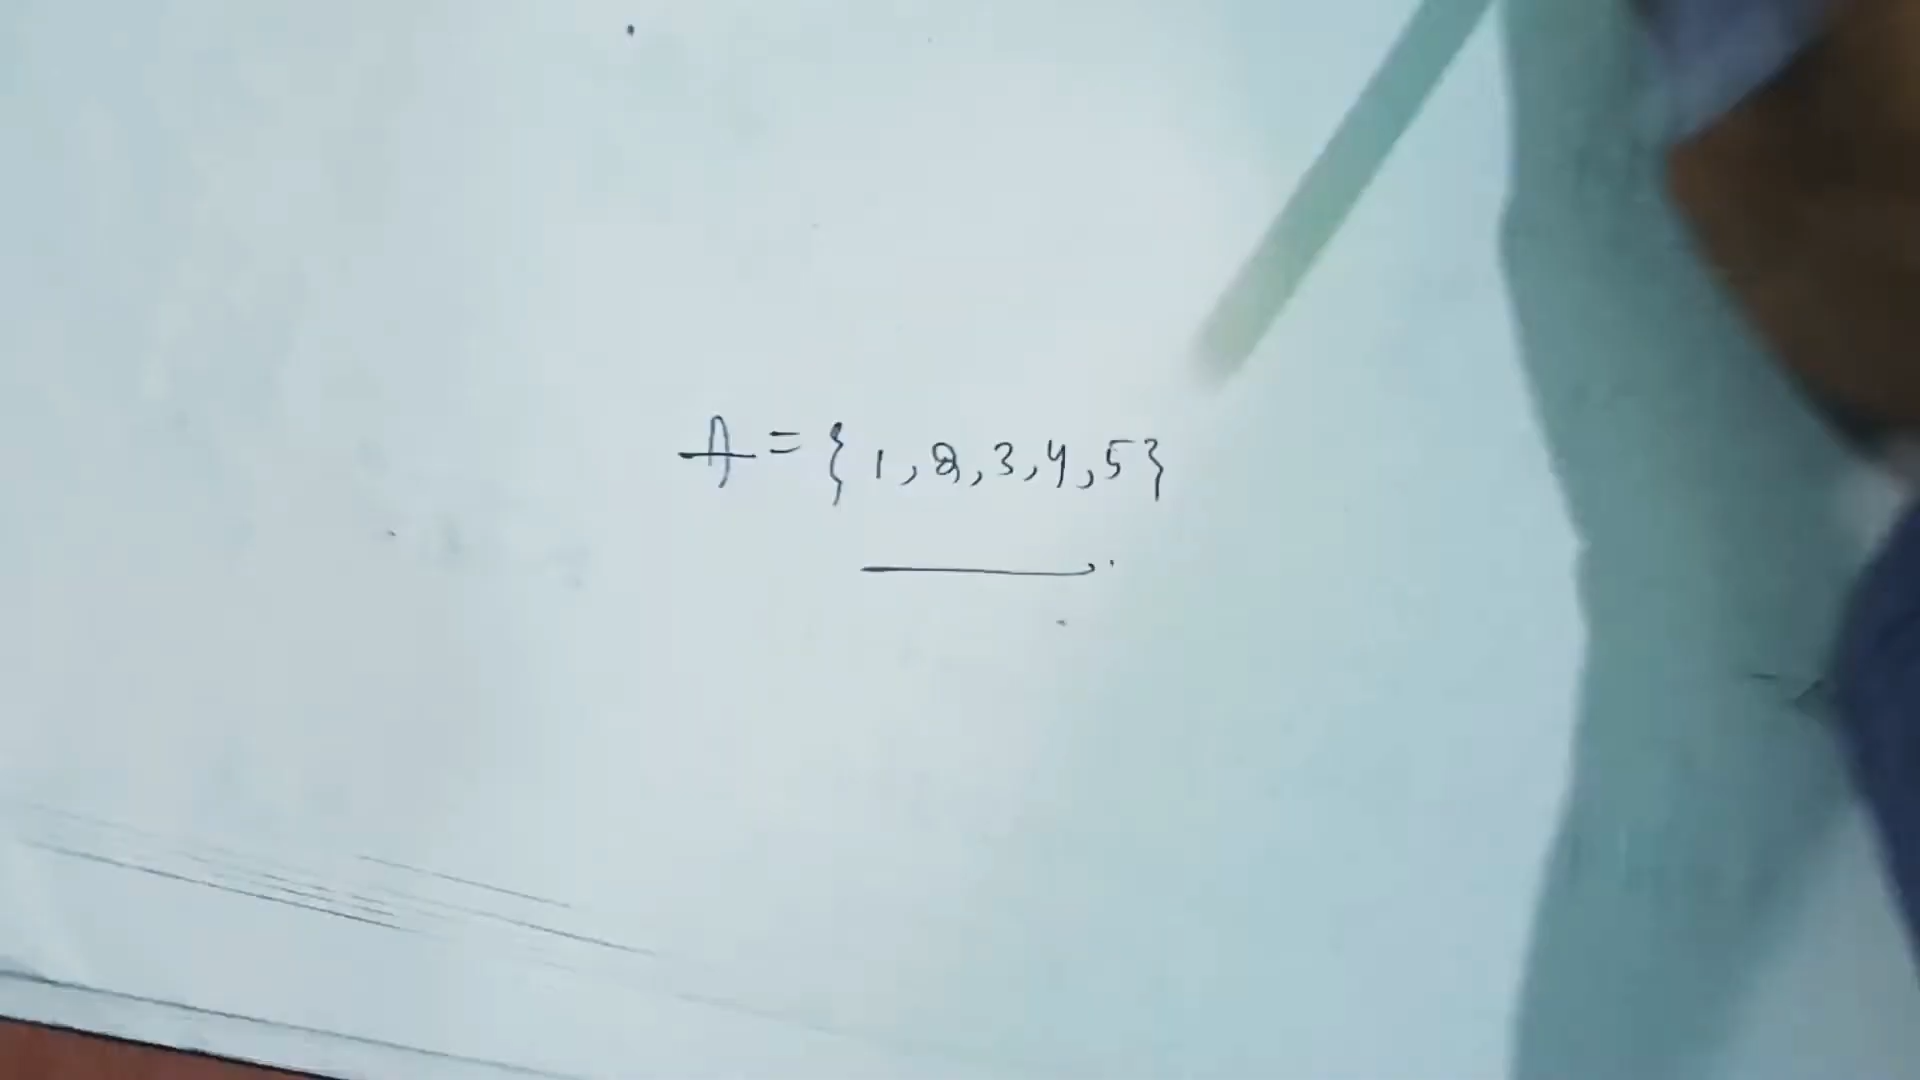 A = {1,2,3,4,5}